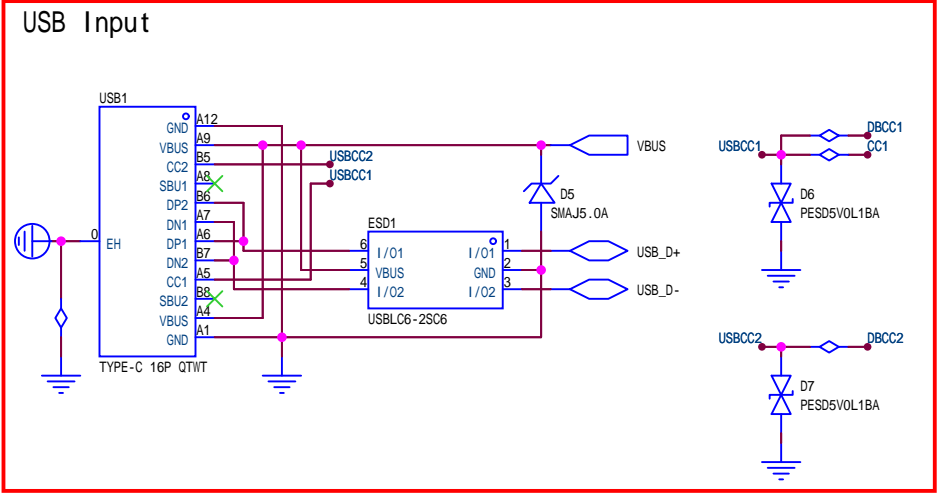 USB Input
USB1
GND A12
VBUS A9
CC2 B5
SBU1 A8
DP2 B6
DN1 A7
DP1 A6
DN2 B7
CC1 A5
SBU2 B8
VBUS A4
GND A1
0 EH
TYPE-C 16P QTWT
USBCC2
USBCC1
ESD1
6 I/O1 I/O1 1
5 VBUS GND 2
4 I/O2 I/O2 3
USBLC6-2SC6
D5
SMAJ5.0A
VBUS
USB_D+
USB_D-
DBCC1
USBCC1 CC1
D6
PESD5V0L1BA
USBCC2 DBCC2
D7
PESD5V0L1BA